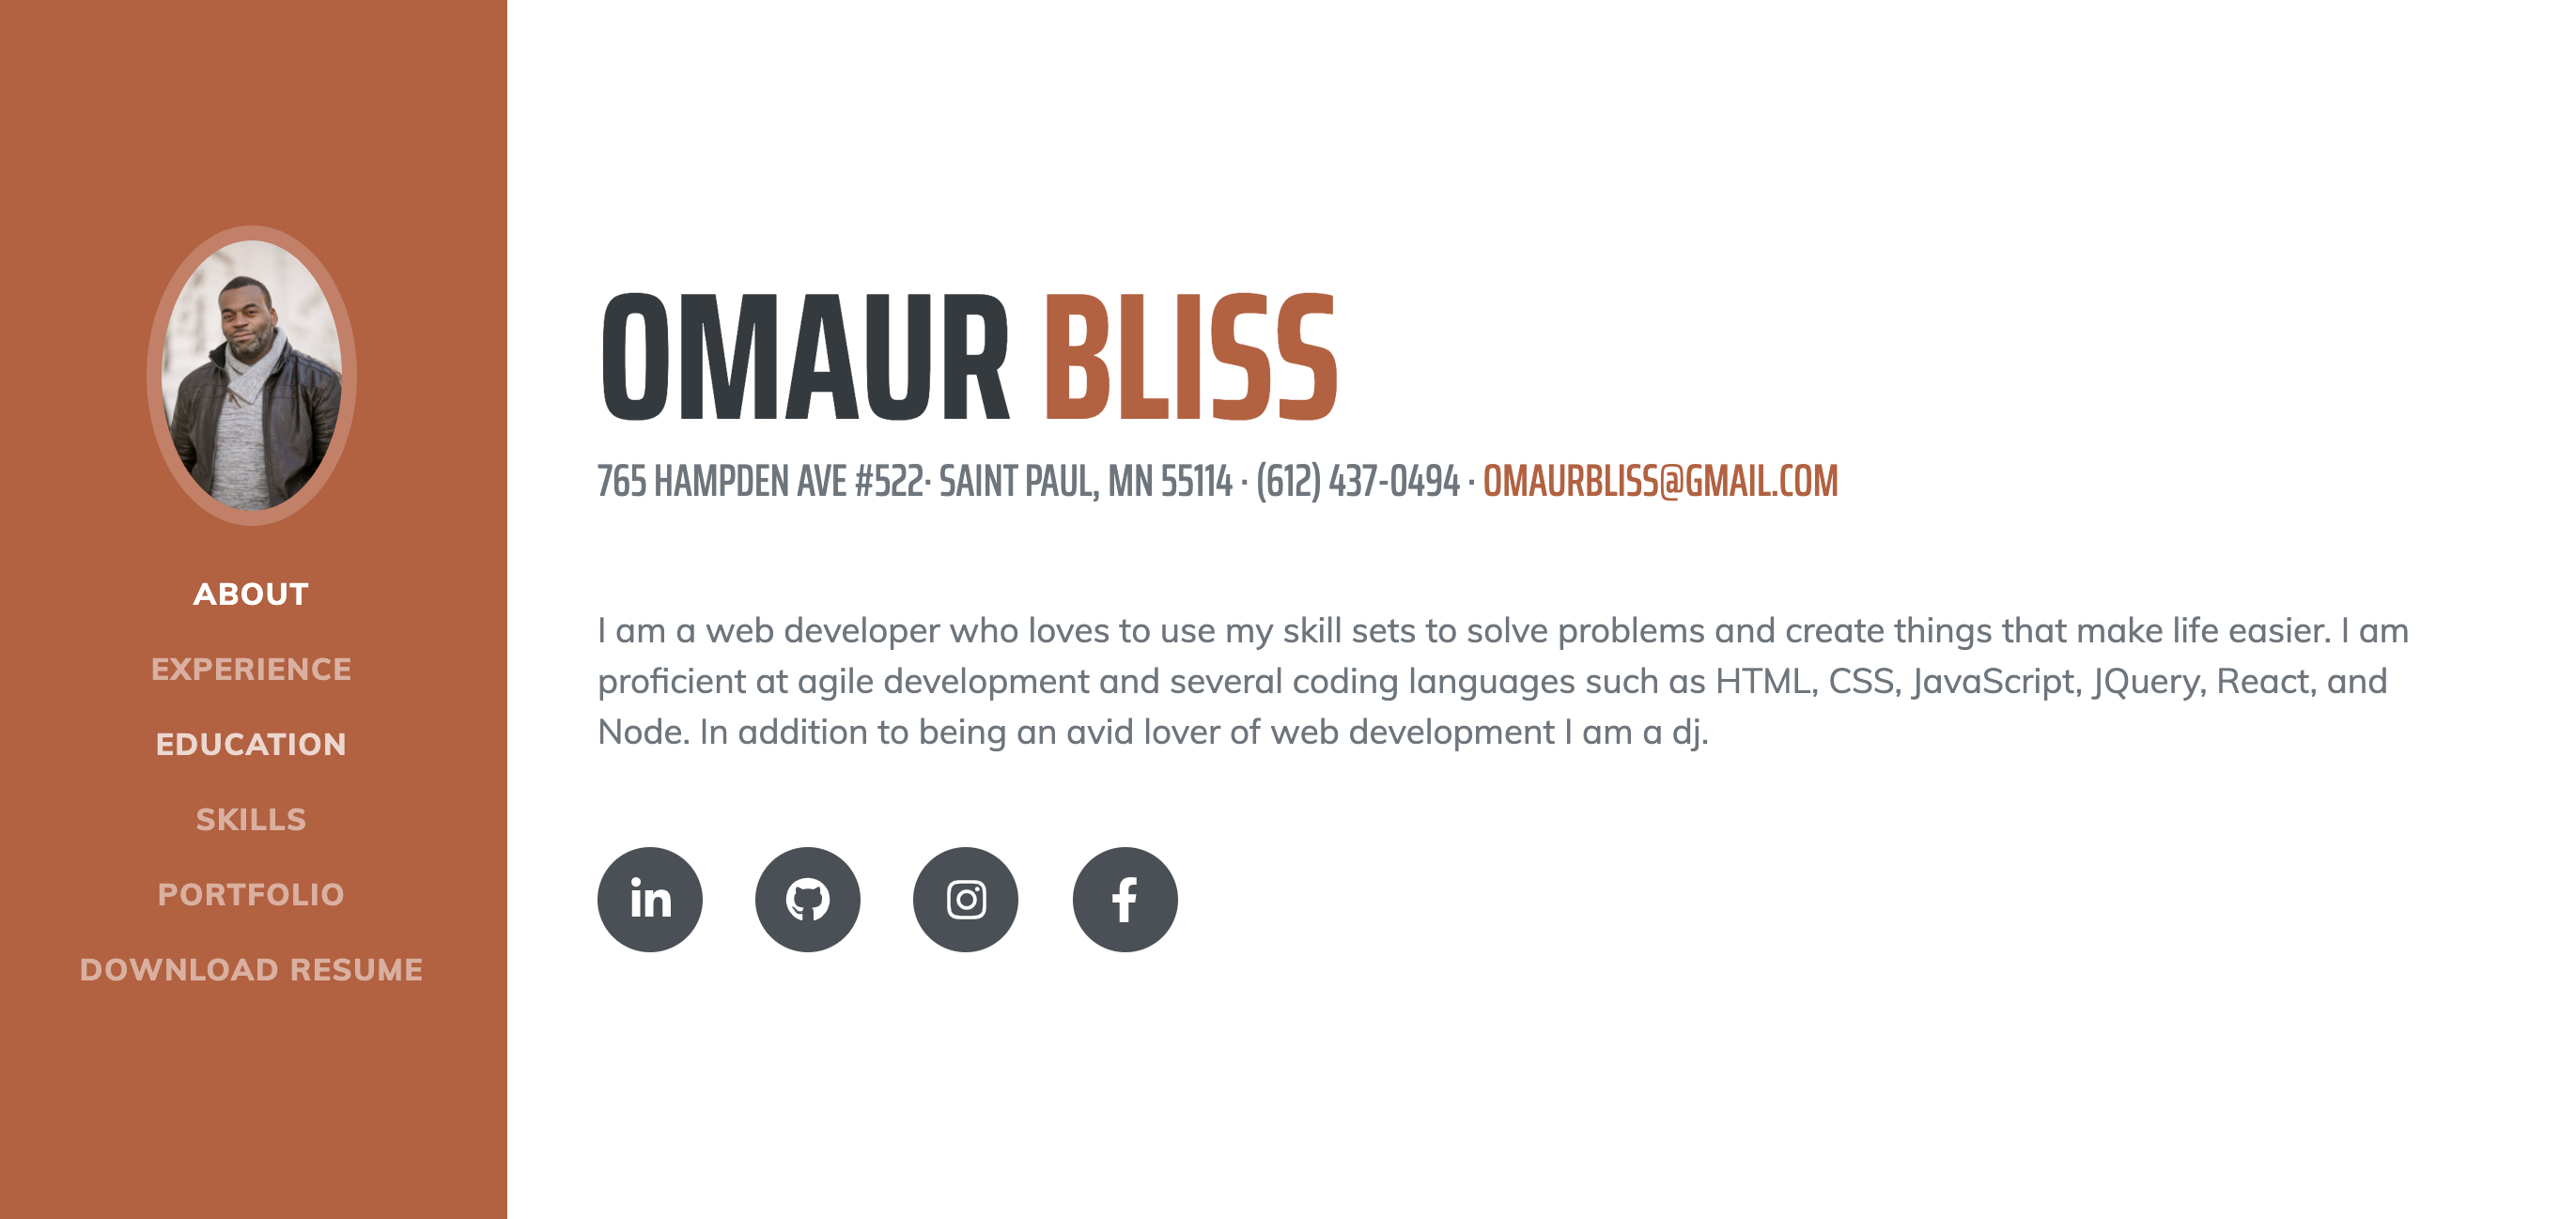 ABOUT
EXPERIENCE
EDUCATION
SKILLS
PORTFOLIO
DOWNLOAD RESUME
OMAUR BLISS
765 HAMPDEN AVE #522· SAINT PAUL, MN 55114 · (612) 437-0494 · OMAURBLISS@GMAIL.COM
I am a web developer who loves to use my skill sets to solve problems and create things that make life easier. I am
proficient at agile development and several coding languages such as HTML, CSS, JavaScript, JQuery, React, and
Node. In addition to being an avid lover of web development I am a dj.